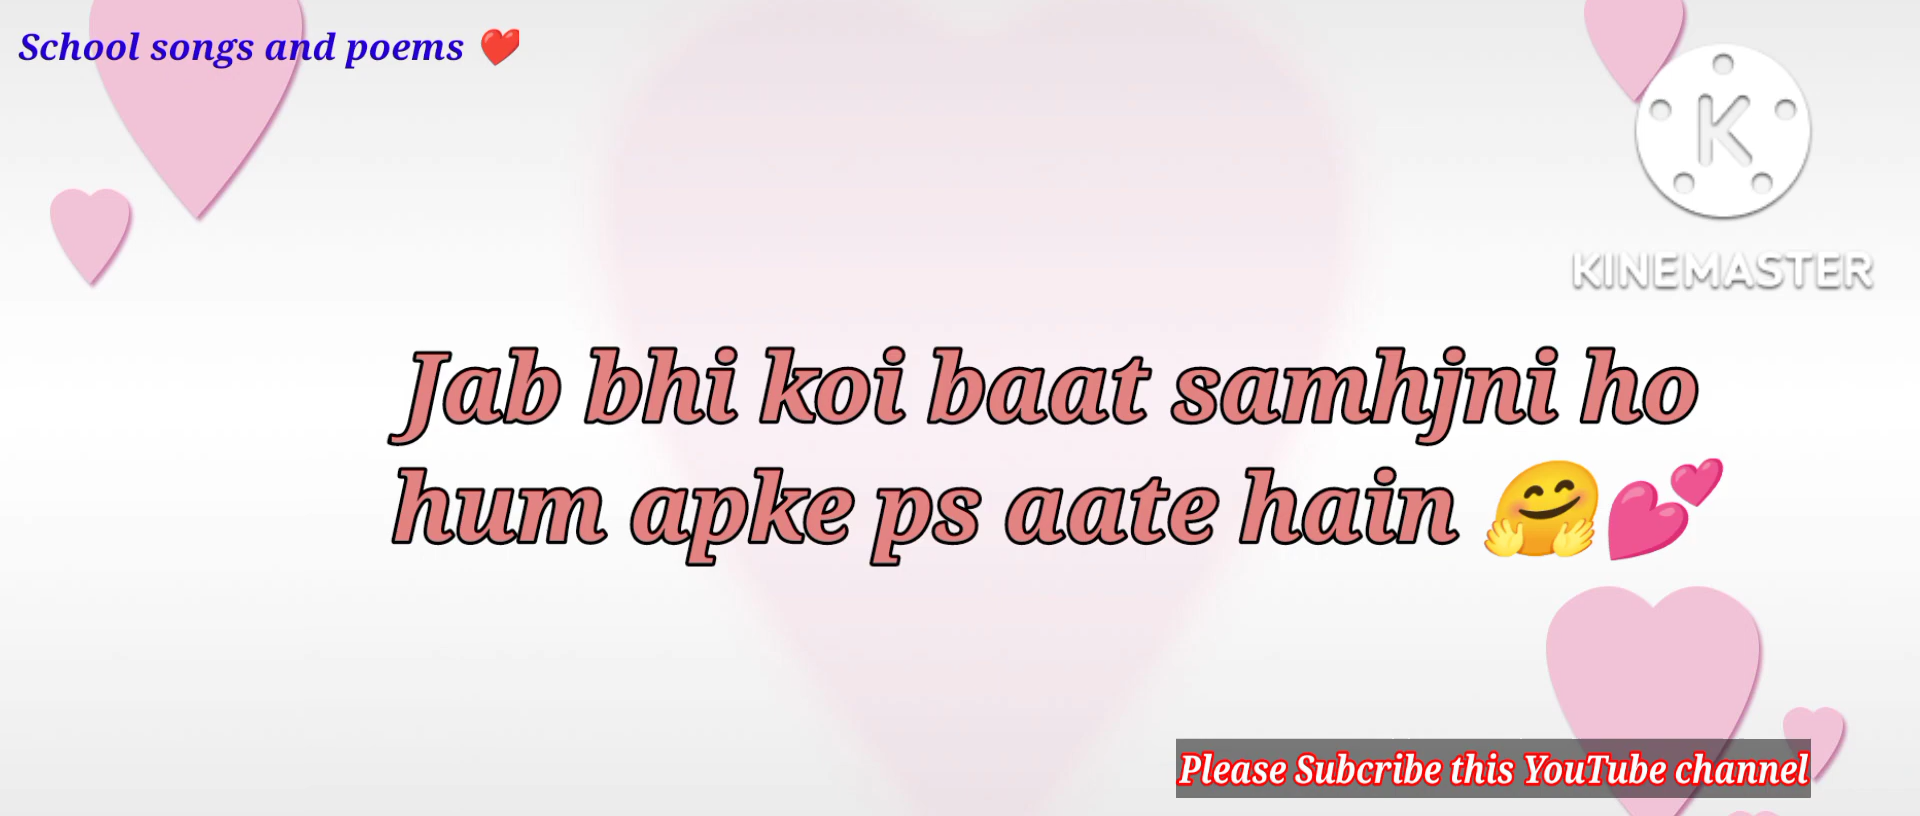 School songs and poems ❤️
K
KINEMASTER
Jab bhi koi baat samhjni ho
hum apke ps aate hain 🤗💕
Please Subcribe this YouTube channel